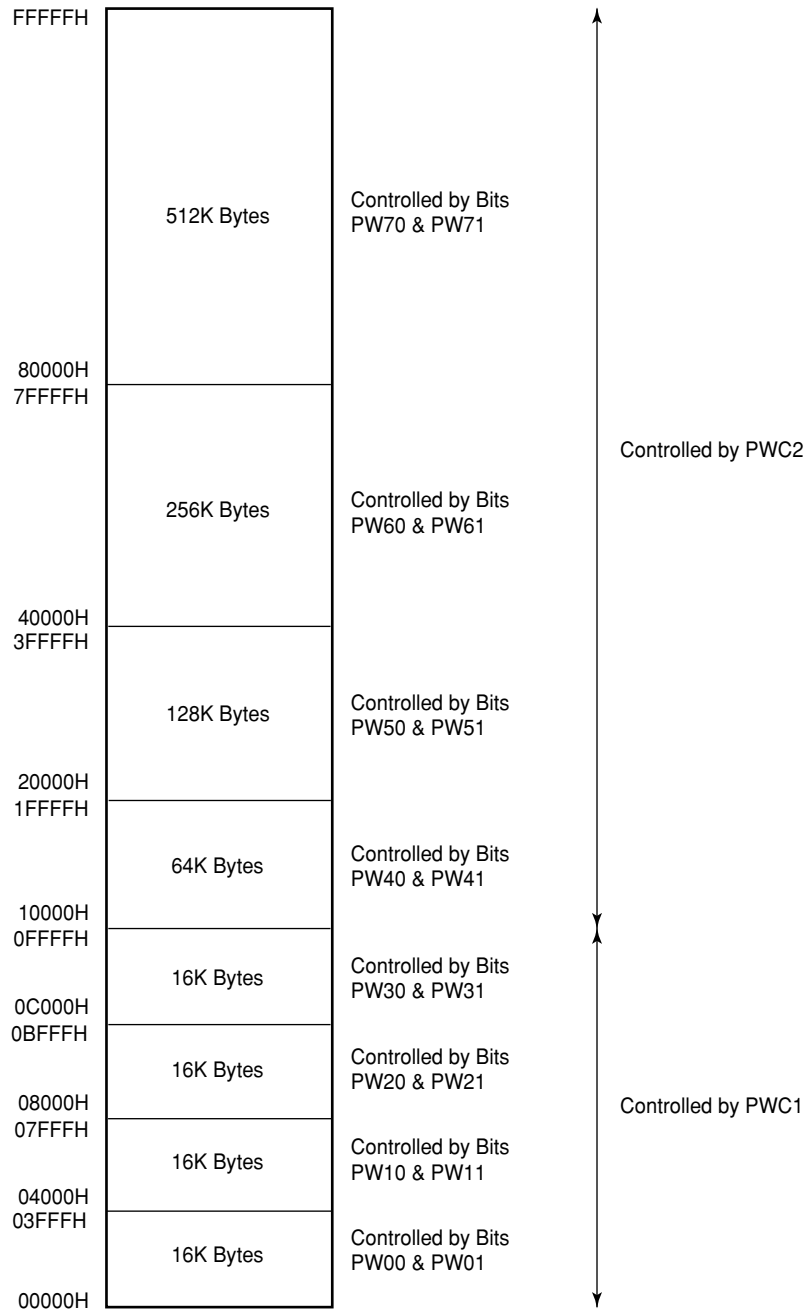 FFFFFH
512K Bytes
Controlled by Bits
PW70 & PW71
80000H
7FFFFH
Controlled by PWC2
256K Bytes
Controlled by Bits
PW60 & PW61
40000H
3FFFFH
128K Bytes
Controlled by Bits
PW50 & PW51
20000H
1FFFFH
64K Bytes
Controlled by Bits
PW40 & PW41
10000H
0FFFFH
16K Bytes
Controlled by Bits
PW30 & PW31
0C000H
0BFFFH
16K Bytes
Controlled by Bits
PW20 & PW21
08000H
07FFFH
Controlled by PWC1
16K Bytes
Controlled by Bits
PW10 & PW11
04000H
03FFFH
16K Bytes
Controlled by Bits
PW00 & PW01
00000H